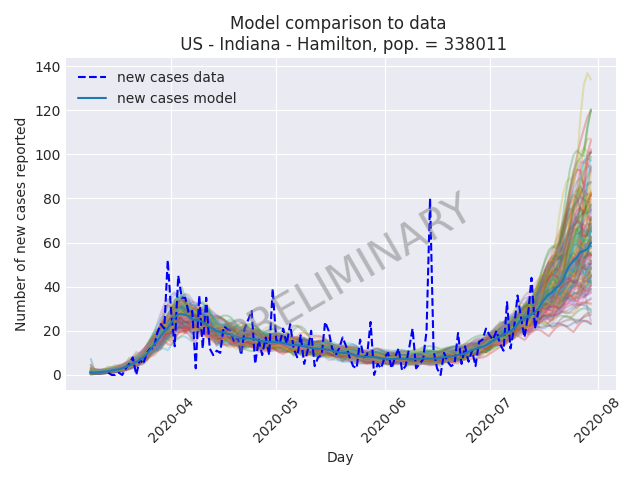 Model comparison to data
US - Indiana - Hamilton, pop. = 338011
new cases data
new cases model
Number of new cases reported
140
120
100
80
60
40
20
0
PRELIMINARY
2020-04
2020-05
2020-06
2020-07
2020-08
Day